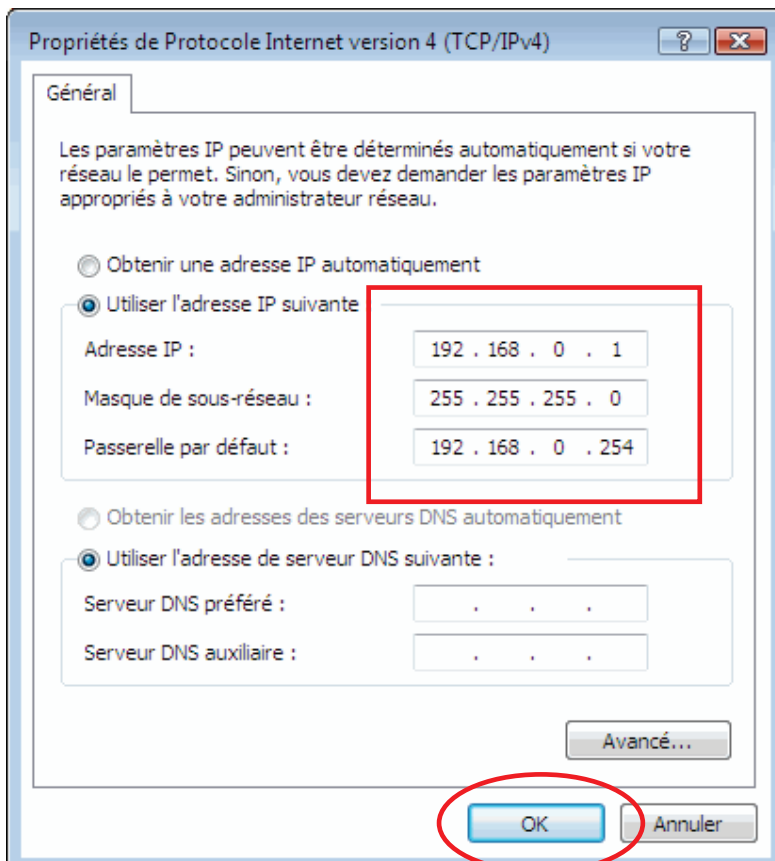 Propriétés de Protocole Internet version 4 (TCP/IPv4)
?
Général
Les paramètres IP peuvent être déterminés automatiquement si votre
réseau le permet. Sinon, vous devez demander les paramètres IP
appropriés à votre administrateur réseau.
Obtenir une adresse IP automatiquement
Utiliser l'adresse IP suivante
Adresse IP : 192 . 168 . 0 . 1
Masque de sous-réseau : 255 . 255 . 255 . 0
Passerelle par défaut : 192 . 168 . 0 . 254
Obtenir les adresses des serveurs DNS automatiquement
Utiliser l'adresse de serveur DNS suivante :
Serveur DNS préféré : . . .
Serveur DNS auxiliaire : . . .
Avancé...
OK Annuler